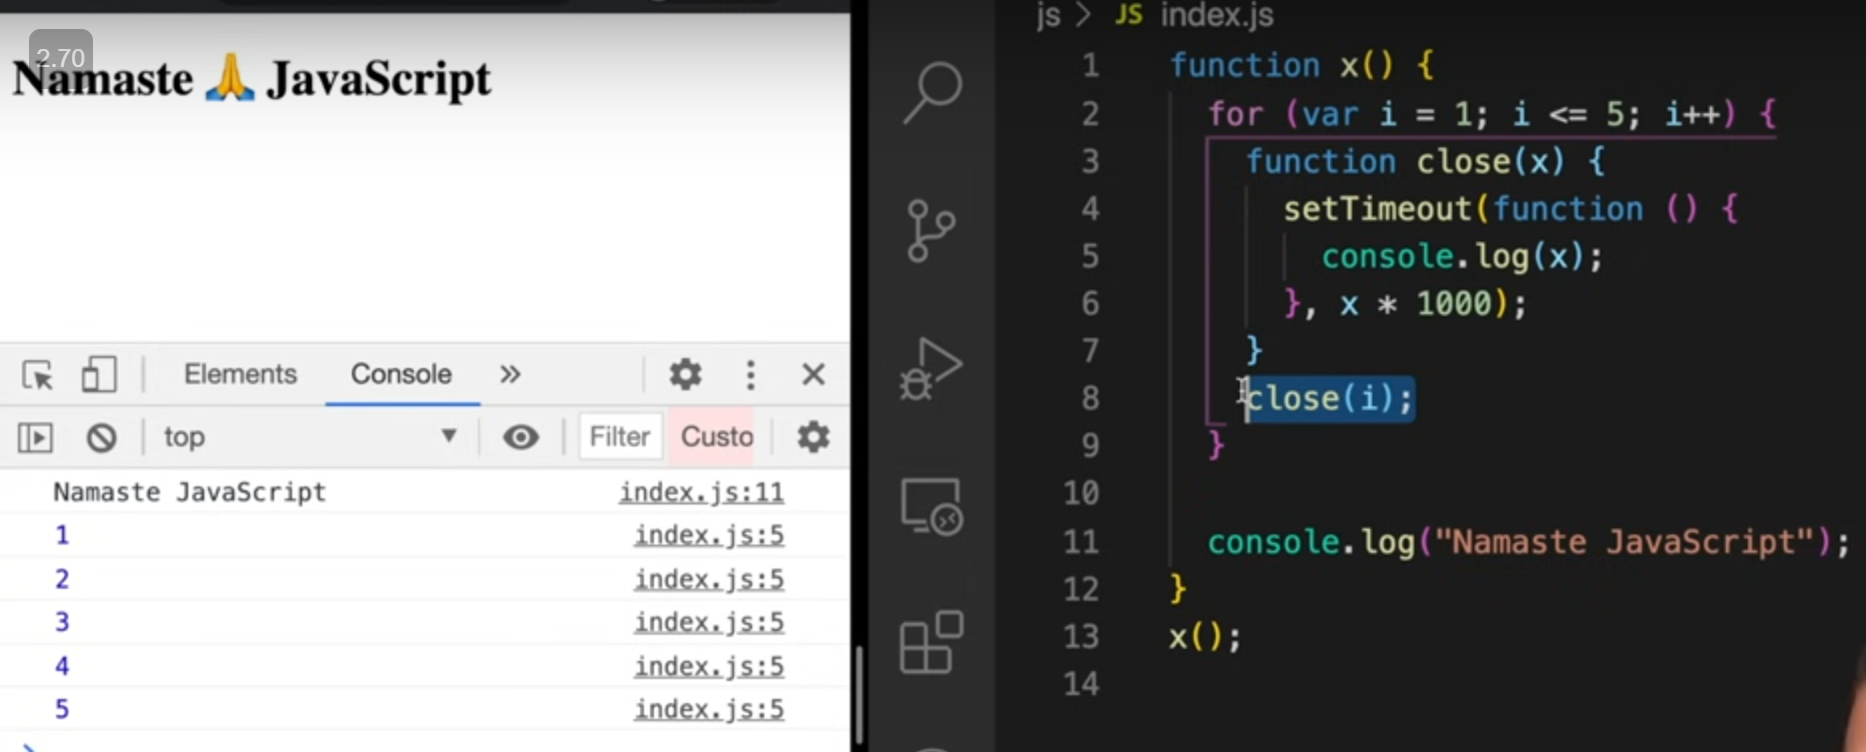 2.70
Namaste 🙏 JavaScript
Elements Console
top Filter Custo
Namaste JavaScript index.js:11
1 index.js:5
2 index.js:5
3 index.js:5
4 index.js:5
5 index.js:5
js > JS index.js
1 function x() {
2 for (var i = 1; i <= 5; i++) {
3 function close(x) {
4 setTimeout(function () {
5 console.log(x);
6 }, x * 1000);
7 }
8 close(i);
9 }
10
11 console.log("Namaste JavaScript");
12 }
13 x();
14